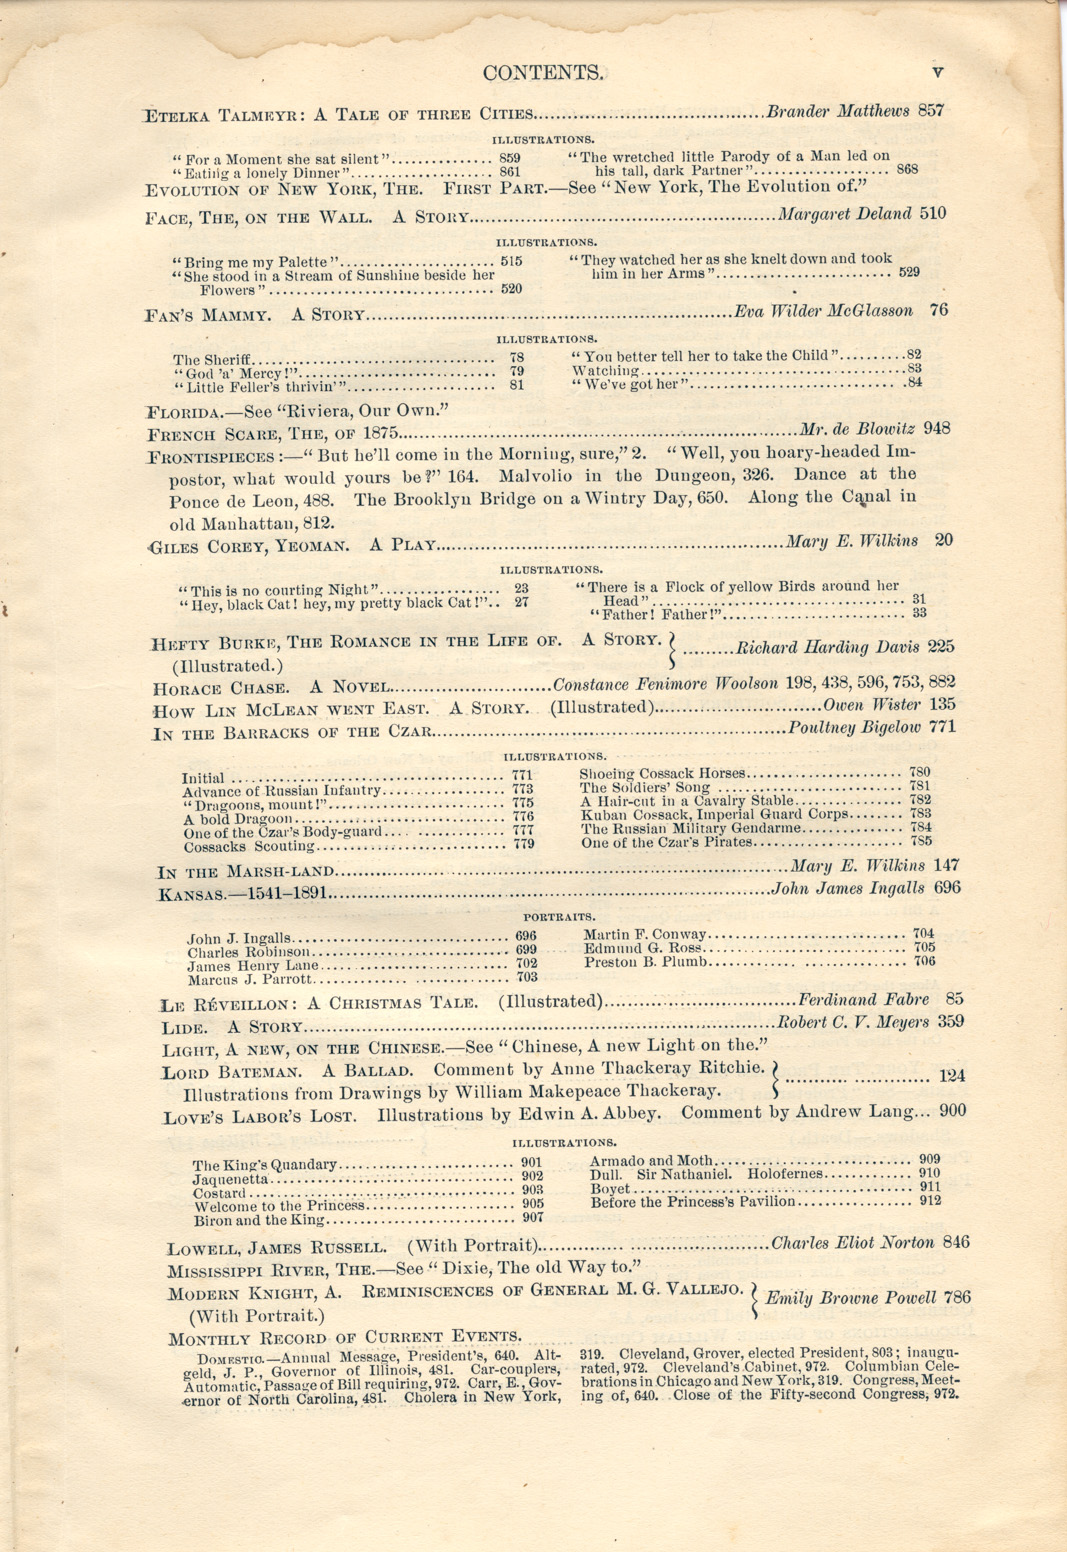 CONTENTS. v
ETELKA TALMEYR: A TALE OF THREE CITIES........Brander Matthews 857
ILLUSTRATIONS.
“For a Moment she sat silent”........ 859
“Eating a lonely Dinner”........ 861
“The wretched little Parody of a Man led on
his tall, dark Partner”........ 868
EVOLUTION OF NEW YORK, THE. FIRST PART.—See “New York, The Evolution of.”
FACE, THE, ON THE WALL. A STORY........Margaret Deland 510
ILLUSTRATIONS.
“Bring me my Palette”........ 515
“She stood in a Stream of Sunshine beside her
Flowers”........ 520
“They watched her as she knelt down and took
him in her Arms”........ 529
FAN'S MAMMY. A STORY........Eva Wilder McGlasson 76
ILLUSTRATIONS.
The Sheriff........ 78
“God 'a' Mercy!”........ 79
“Little Feller's thrivin'”........ 81
“You better tell her to take the Child”........82
Watching........83
“We've got her”........84
FLORIDA.—See “Riviera, Our Own.”
FRENCH SCARE, THE, OF 1875........Mr. de Blowitz 948
FRONTISPIECES:—“But he'll come in the Morning, sure,” 2. “Well, you hoary-headed Im-
postor, what would yours be?” 164. Malvolio in the Dungeon, 326. Dance at the
Ponce de Leon, 488. The Brooklyn Bridge on a Wintry Day, 650. Along the Canal in
old Manhattan, 812.
GILES COREY, YEOMAN. A PLAY........Mary E. Wilkins 20
ILLUSTRATIONS.
“This is no courting Night”........ 23
“Hey, black Cat! hey, my pretty black Cat!”.. 27
“There is a Flock of yellow Birds around her
Head”........ 31
“Father! Father!”........ 33
HEFTY BURKE, THE ROMANCE IN THE LIFE OF. A STORY. } ........Richard Harding Davis 225
(Illustrated.)
HORACE CHASE. A NOVEL........Constance Fenimore Woolson 198, 438, 596, 753, 882
HOW LIN MCLEAN WENT EAST. A STORY. (Illustrated)........Owen Wister 135
IN THE BARRACKS OF THE CZAR........Poultney Bigelow 771
ILLUSTRATIONS.
Initial ........ 771
Advance of Russian Infantry........ 773
“Dragoons, mount!”........ 775
A bold Dragoon........ 776
One of the Czar's Body-guard........ 777
Cossacks Scouting........ 779
Shoeing Cossack Horses........ 780
The Soldiers' Song ........ 781
A Hair-cut in a Cavalry Stable........ 782
Kuban Cossack, Imperial Guard Corps........ 783
The Russian Military Gendarme........ 784
One of the Czar's Pirates........ 785
IN THE MARSH-LAND........Mary E. Wilkins 147
KANSAS.—1541–1891........John James Ingalls 696
PORTRAITS.
John J. Ingalls........ 696
Charles Robinson........ 699
James Henry Lane........ 702
Marcus J. Parrott........ 703
Martin F. Conway........ 704
Edmund G. Ross........ 705
Preston B. Plumb........ 706
LE RÉVEILLON: A CHRISTMAS TALE. (Illustrated)........Ferdinand Fabre 85
LIDE. A STORY........Robert C. V. Meyers 359
LIGHT, A NEW, ON THE CHINESE.—See “Chinese, A new Light on the.”
LORD BATEMAN. A BALLAD. Comment by Anne Thackeray Ritchie. } ........ 124
Illustrations from Drawings by William Makepeace Thackeray.
LOVE'S LABOR'S LOST. Illustrations by Edwin A. Abbey. Comment by Andrew Lang... 900
ILLUSTRATIONS.
The King's Quandary........ 901
Jaquenetta........ 902
Costard........ 903
Welcome to the Princess........ 905
Biron and the King........ 907
Armado and Moth........ 909
Dull. Sir Nathaniel. Holofernes........ 910
Boyet........ 911
Before the Princess's Pavilion........ 912
LOWELL, JAMES RUSSELL. (With Portrait)........Charles Eliot Norton 846
MISSISSIPPI RIVER, THE.—See “Dixie, The old Way to.”
MODERN KNIGHT, A. REMINISCENCES OF GENERAL M. G. VALLEJO. } Emily Browne Powell 786
(With Portrait.)
MONTHLY RECORD OF CURRENT EVENTS.
DOMESTIC.—Annual Message, President's, 640. Alt-
geld, J. P., Governor of Illinois, 481. Car-couplers,
Automatic, Passage of Bill requiring, 972. Carr, E., Gov-
ernor of North Carolina, 481. Cholera in New York,
319. Cleveland, Grover, elected President, 803; inaugu-
rated, 972. Cleveland's Cabinet, 972. Columbian Cele-
brations in Chicago and New York, 319. Congress, Meet-
ing of, 640. Close of the Fifty-second Congress, 972.